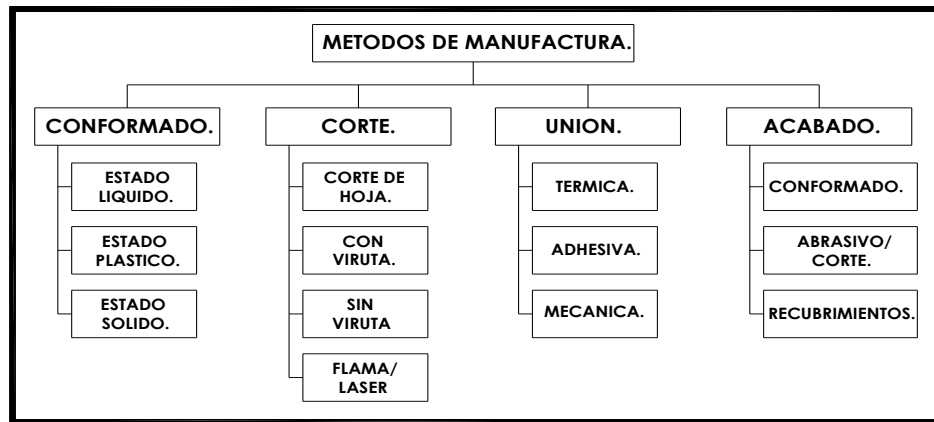 METODOS DE MANUFACTURA.
CONFORMADO.
ESTADO
LIQUIDO.
ESTADO
PLASTICO.
ESTADO
SOLIDO.
CORTE.
CORTE DE
HOJA.
CON
VIRUTA.
SIN
VIRUTA
FLAMA/
LASER
UNION.
TERMICA.
ADHESIVA.
MECANICA.
ACABADO.
CONFORMADO.
ABRASIVO/
CORTE.
RECUBRIMIENTOS.